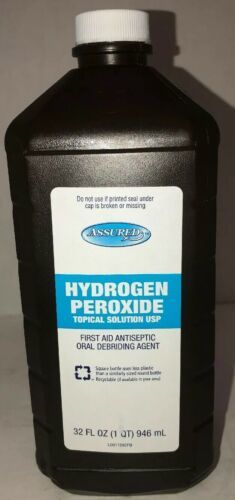 Do not use if printed seal under
cap is broken or missing
ASSURED
HYDROGEN
PEROXIDE
TOPICAL SOLUTION USP
FIRST AID ANTISEPTIC
ORAL DEBRIDING AGENT
Square bottle uses less plastic
than a similarly sized round bottle
Recyclable (if available in your area)
32 FL OZ (1 QT) 946 mL